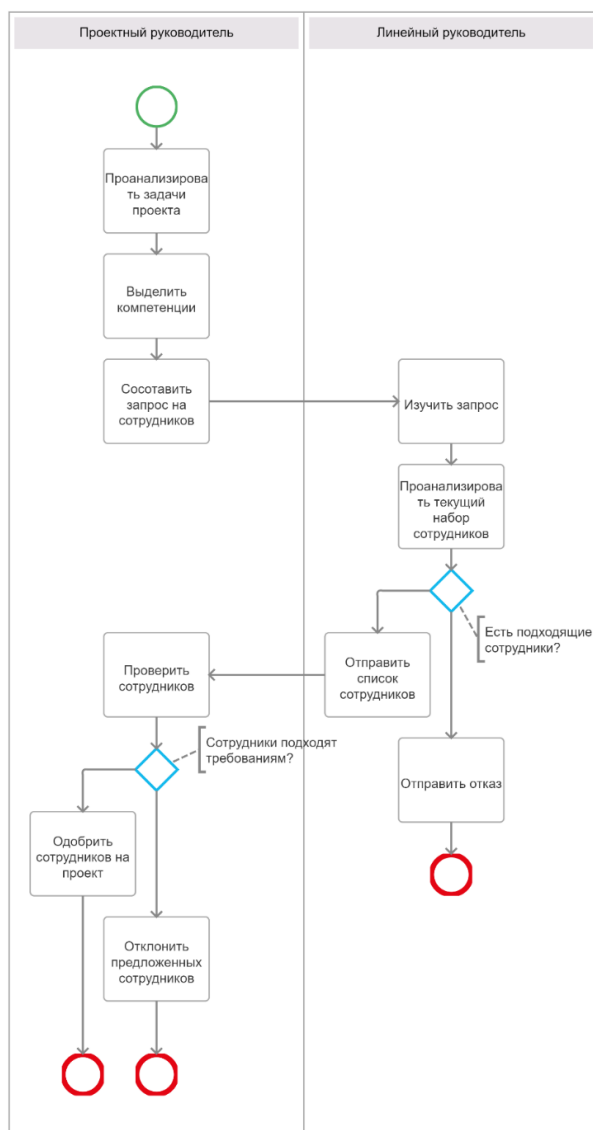 Проектный руководитель
Линейный руководитель
Проанализирова
ть задачи
проекта
Выделить
компетенции
Сосотавить
запрос на
сотрудников
Изучить запрос
Проанализирова
ть текущий
набор
сотрудников
Есть подходящие
сотрудники?
Отправить
список
сотрудников
Проверить
сотрудников
Сотрудники подходят
требованиям?
Отправить отказ
Одобрить
сотрудников на
проект
Отклонить
предложенных
сотрудников